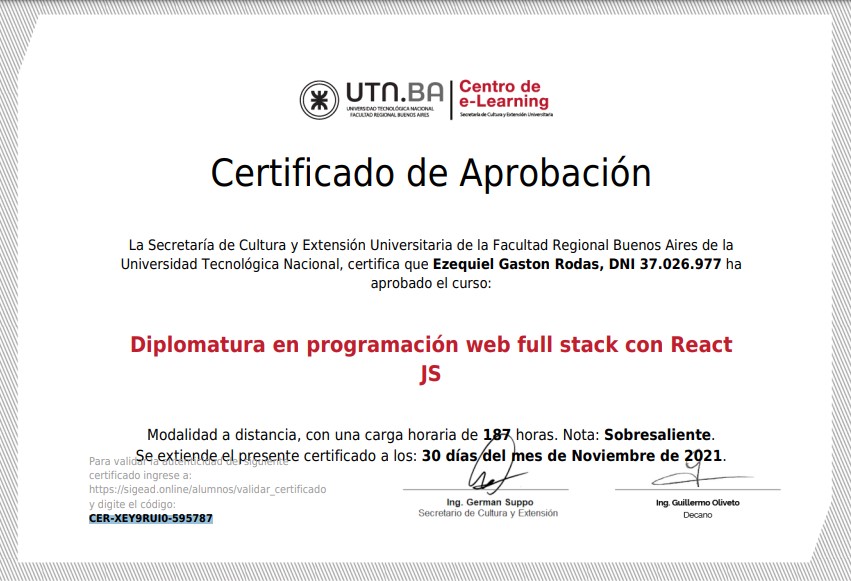 UTN.BA
UNIVERSIDAD TECNOLÓGICA NACIONAL
FACULTAD REGIONAL BUENOS AIRES
Centro de
e-Learning
Secretaría de Cultura y Extensión Universitaria
Certificado de Aprobación
La Secretaría de Cultura y Extensión Universitaria de la Facultad Regional Buenos Aires de la
Universidad Tecnológica Nacional, certifica que Ezequiel Gaston Rodas, DNI 37.026.977 ha
aprobado el curso:
Diplomatura en programación web full stack con React
JS
Modalidad a distancia, con una carga horaria de 187 horas. Nota: Sobresaliente.
Se extiende el presente certificado a los: 30 días del mes de Noviembre de 2021.
Para validar la autenticidad del siguiente
certificado ingrese a:
https://sigead.online/alumnos/validar_certificado
y digite el código:
CER-XEY9RUI0-595787
Ing. German Suppo
Secretario de Cultura y Extensión
Ing. Guillermo Oliveto
Decano